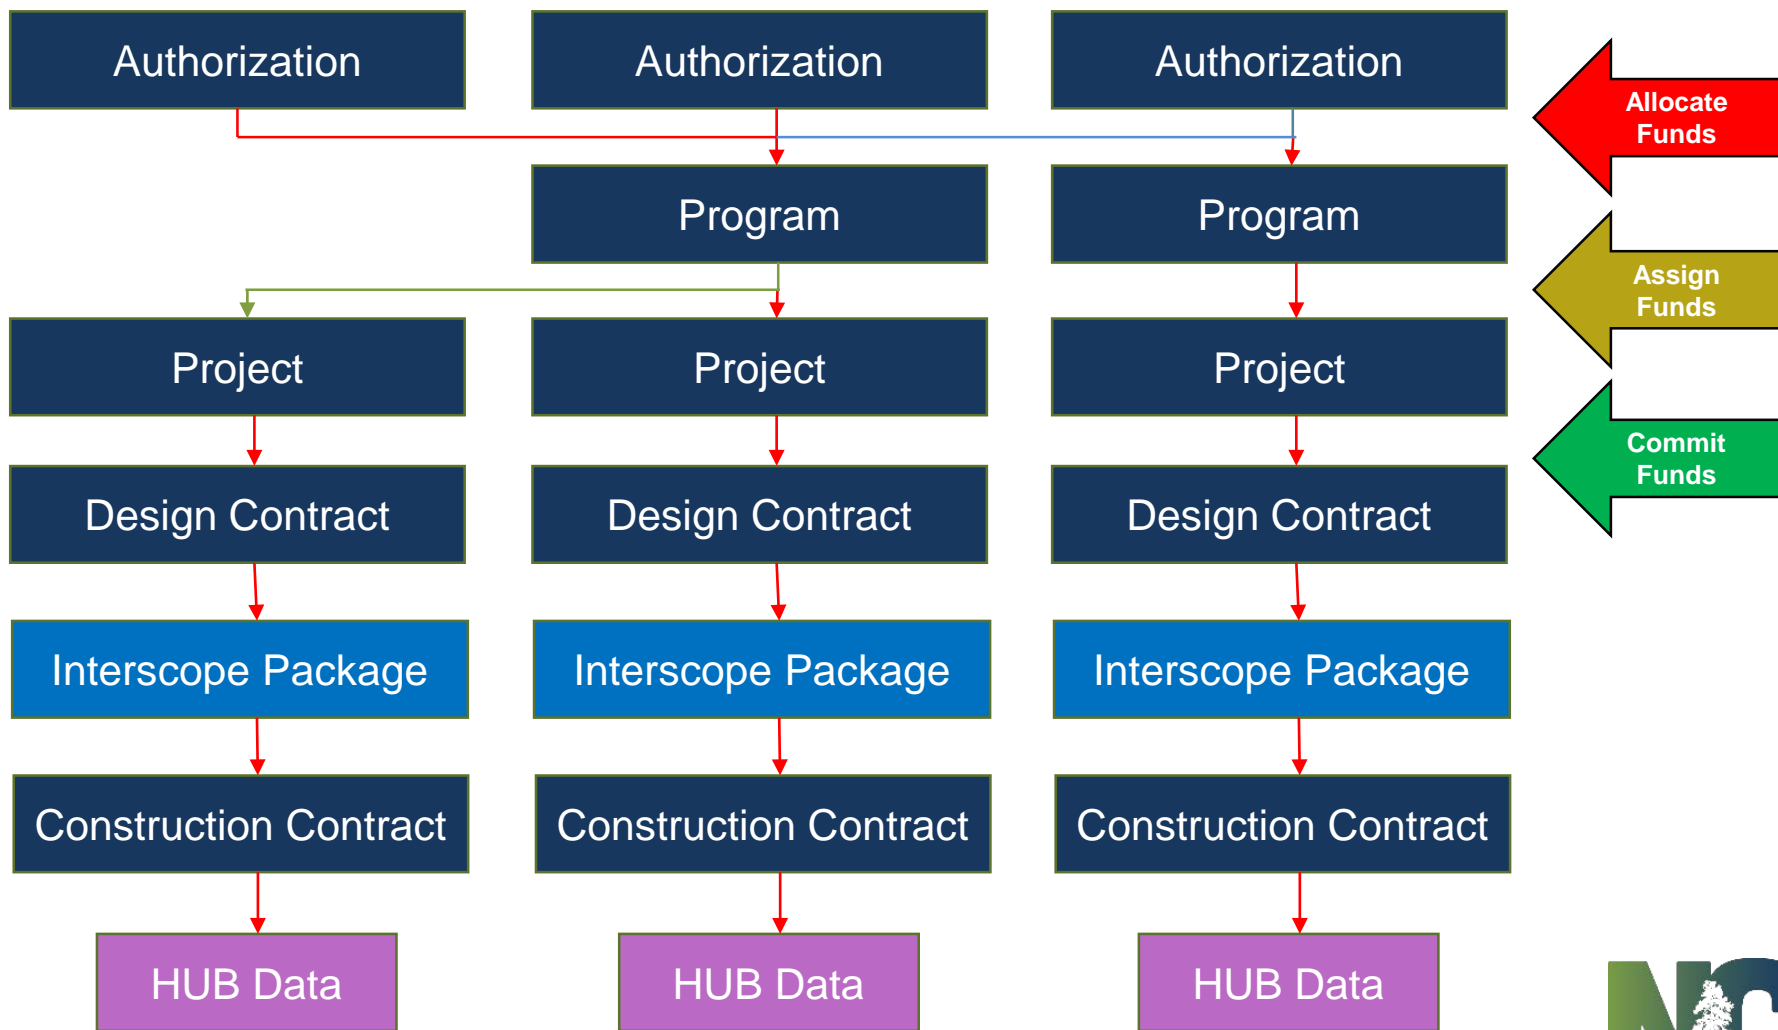 Authorization
Authorization
Authorization
Allocate
Funds
Program
Program
Assign
Funds
Project
Project
Project
Commit
Funds
Design Contract
Design Contract
Design Contract
Interscope Package
Interscope Package
Interscope Package
Construction Contract
Construction Contract
Construction Contract
HUB Data
HUB Data
HUB Data
NC